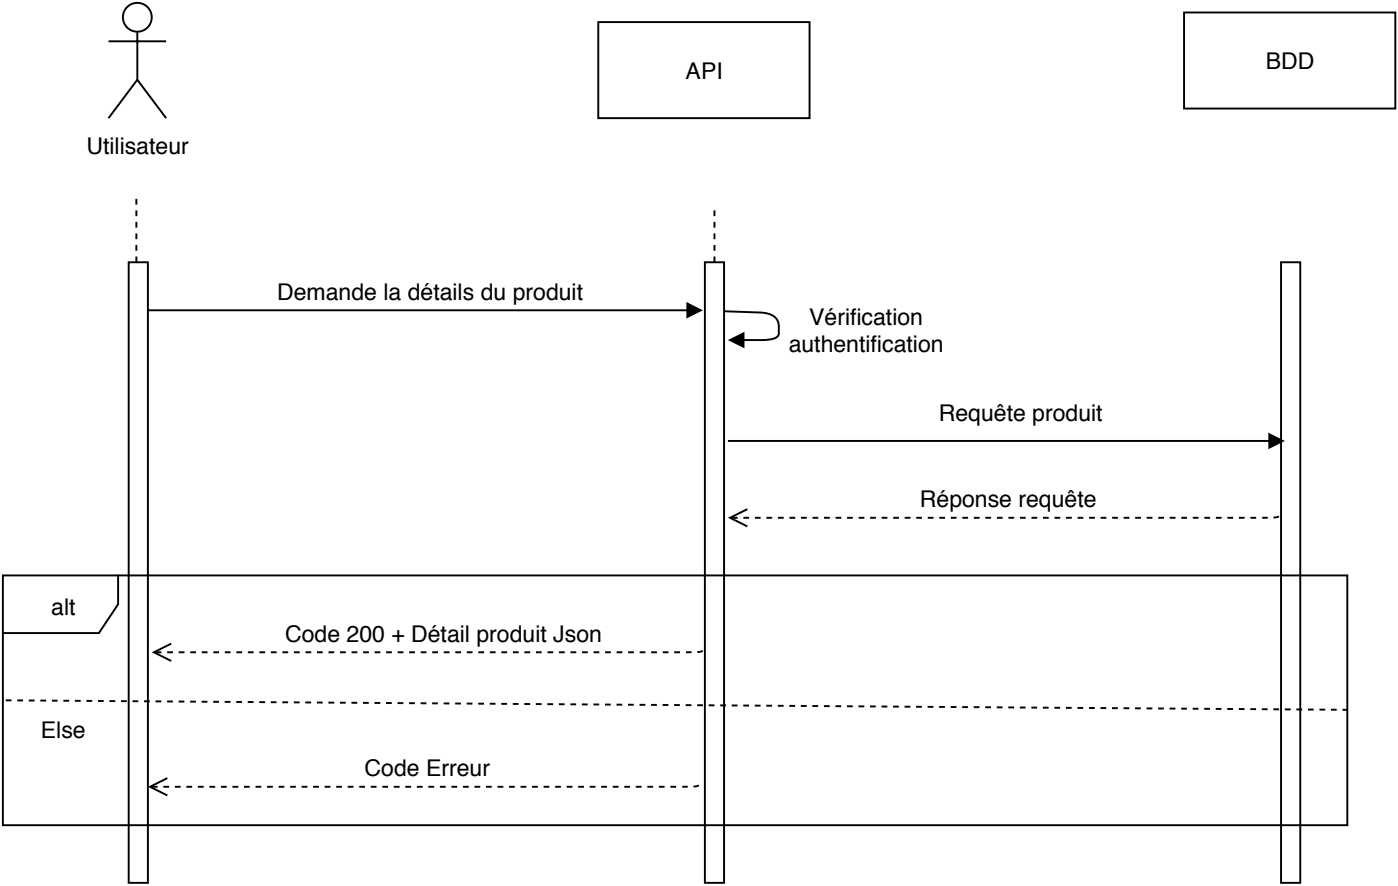 Utilisateur
API
BDD
Demande la détails du produit
Vérification
authentification
Requête produit
Réponse requête
alt
Code 200 + Détail produit Json
Else
Code Erreur